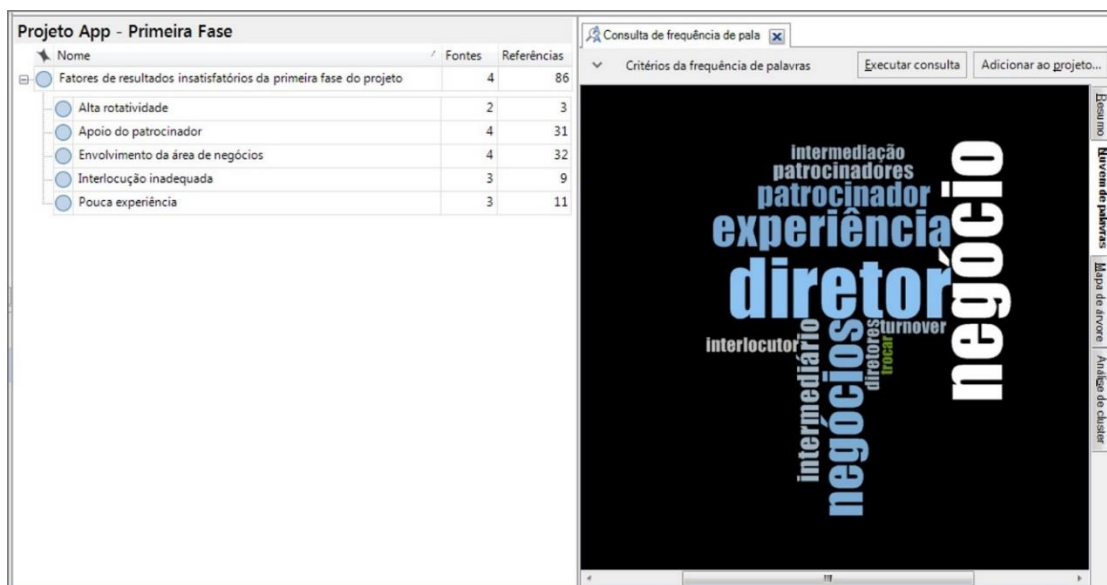 Projeto App - Primeira Fase
Nome Fontes Referências
Fatores de resultados insatisfatórios da primeira fase do projeto 4 86
Alta rotatividade 2 3
Apoio do patrocinador 4 31
Envolvimento da área de negócios 4 32
Interlocução inadequada 3 9
Pouca experiência 3 11
Consulta de frequência de pala
Critérios da frequência de palavras Executar consulta Adicionar ao projeto...
intermediação
patrocinadores
patrocinador
experiência
negócio
diretor
turnover
interlocutor
intermediário
negócios
diretores
trocar
Resumo
Nuvem de palavras
Mapa de árvore
Análise de cluster